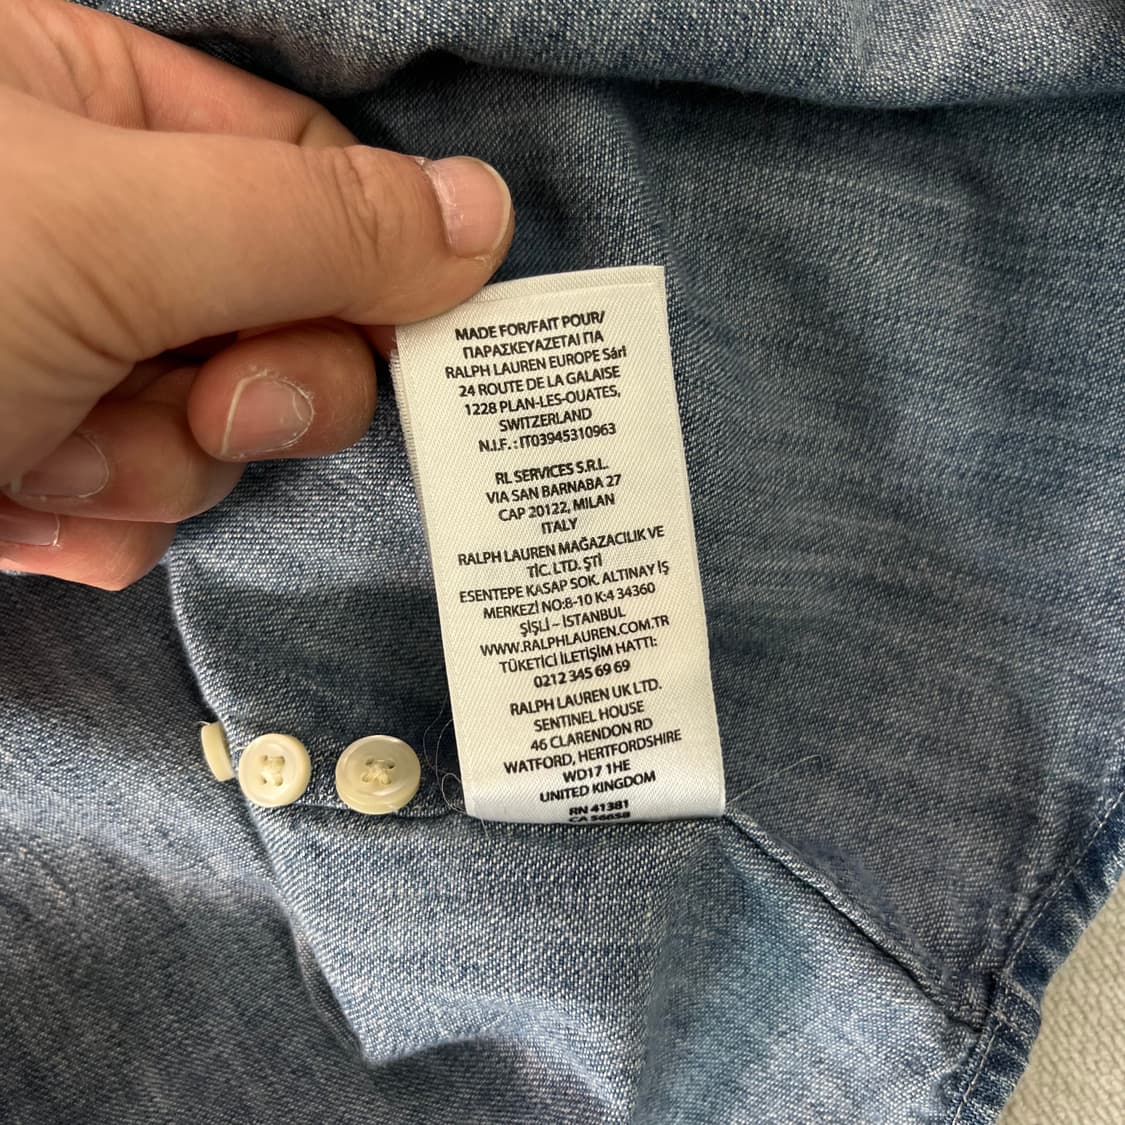 MADE FOR/FAIT POUR/
ΠΑΡΑΣΚΕΥΑΖΕΤΑΙ ΓΙΑ
RALPH LAUREN EUROPE Sárl
24 ROUTE DE LA GALAISE
1228 PLAN-LES-OUATES,
SWITZERLAND
N.I.F. : IT03945310963
RL SERVICES S.R.L.
VIA SAN BARNABA 27
CAP 20122, MILAN
ITALY
RALPH LAUREN MAĞAZACILIK VE
TİC. LTD. ŞTİ
ESENTEPE KASAP SOK. ALTINAY İŞ
MERKEZİ NO:8-10 K:4 34360
ŞİŞLİ ~ İSTANBUL
WWW.RALPHLAUREN.COM.TR
TÜKETİCİ İLETİŞİM HATTI:
0212 345 69 69
RALPH LAUREN UK LTD.
SENTINEL HOUSE
46 CLARENDON RD
WATFORD, HERTFORDSHIRE
WD17 1HE
UNITED KINGDOM
RN 41381
CA 56658